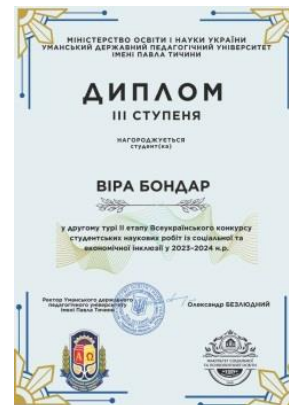 МІНІСТЕРСТВО ОСВІТИ І НАУКИ УКРАЇНИ
УМАНСЬКИЙ ДЕРЖАВНИЙ ПЕДАГОГІЧНИЙ УНІВЕРСИТЕТ
ІМЕНІ ПАВЛА ТИЧИНИ
ДИПЛОМ
ІІІ СТУПЕНЯ
НАГОРОДЖУЄТЬСЯ
студент(ка)
ВІРА БОНДАР
у другому турі ІІ етапу Всеукраїнського конкурсу
студентських наукових робіт із соціальної та
економічної інклюзії у 2023-2024 н.р.
Ректор Уманського державного
педагогічного університету
імені Павла Тичини
Олександр БЕЗЛЮДНИЙ